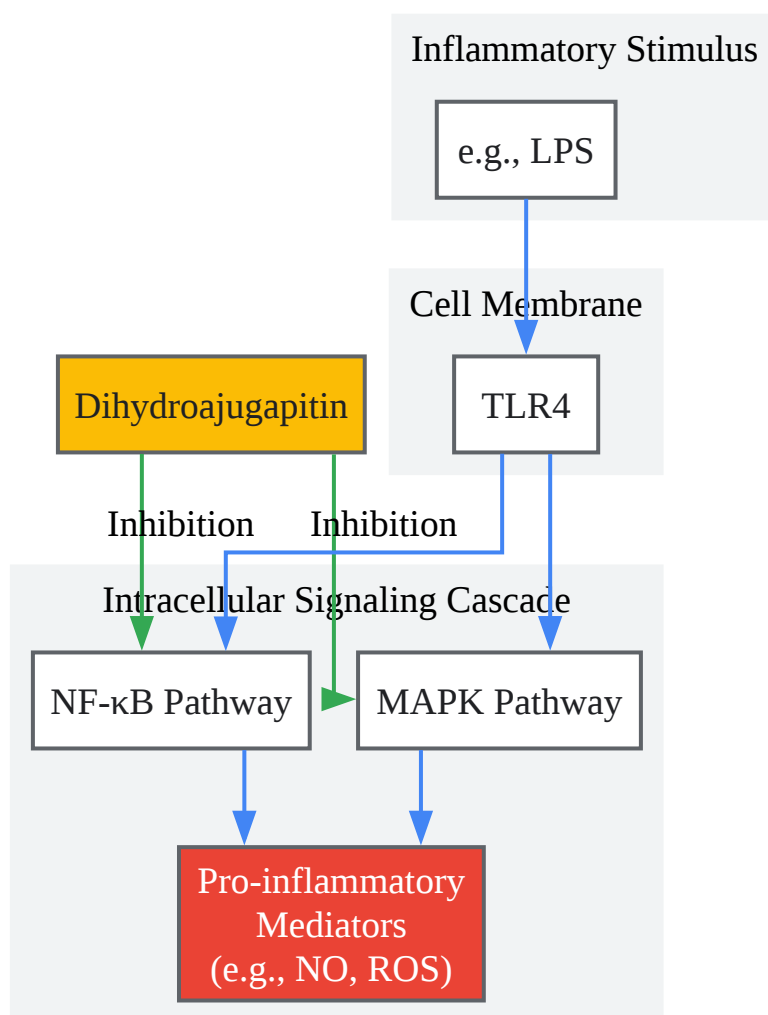 Inflammatory Stimulus
e.g., LPS
Cell Membrane
Dihydroajugapitin
TLR4
Inhibition
Inhibition
Intracellular Signaling Cascade
NF-κB Pathway
MAPK Pathway
Pro-inflammatory
Mediators
(e.g., NO, ROS)